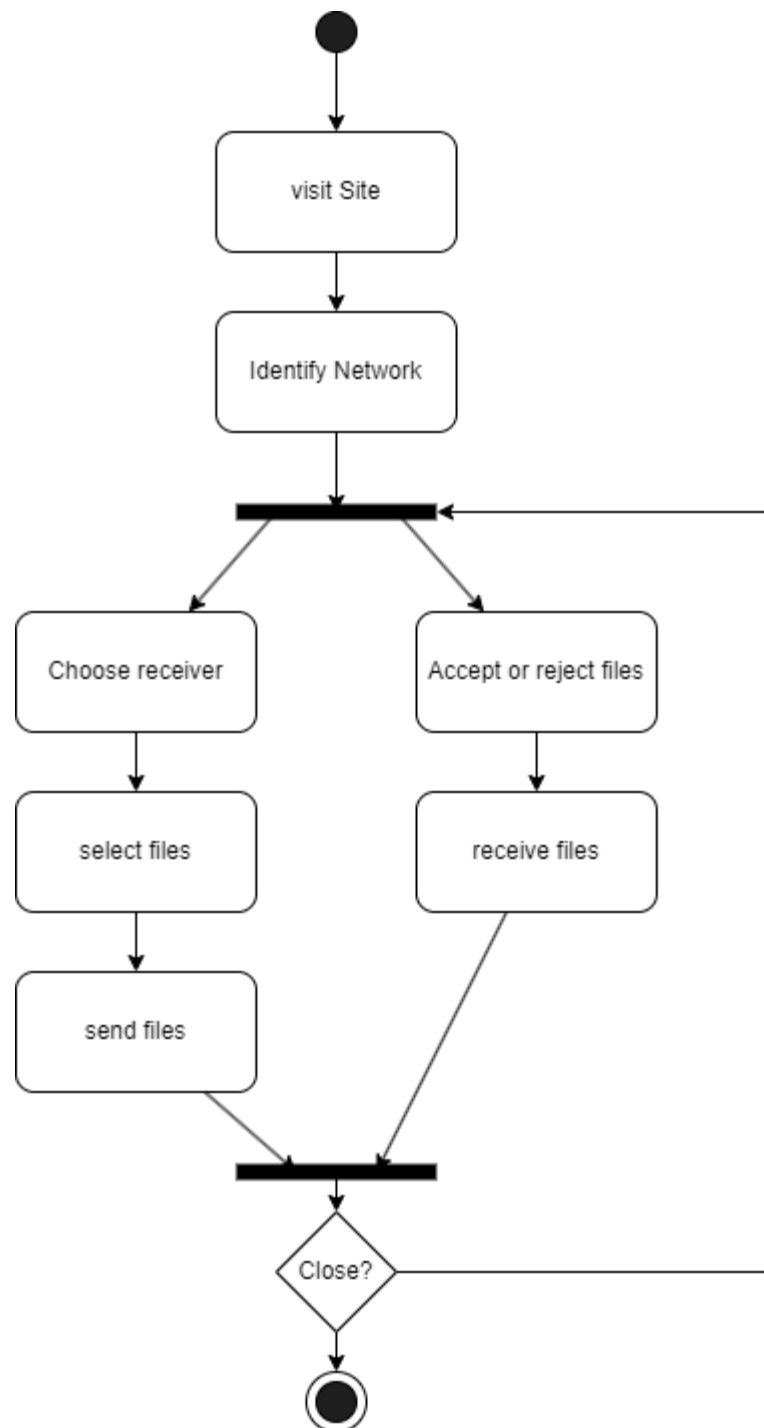 visit Site
Identify Network
Choose receiver
Accept or reject files
select files
receive files
send files
Close?